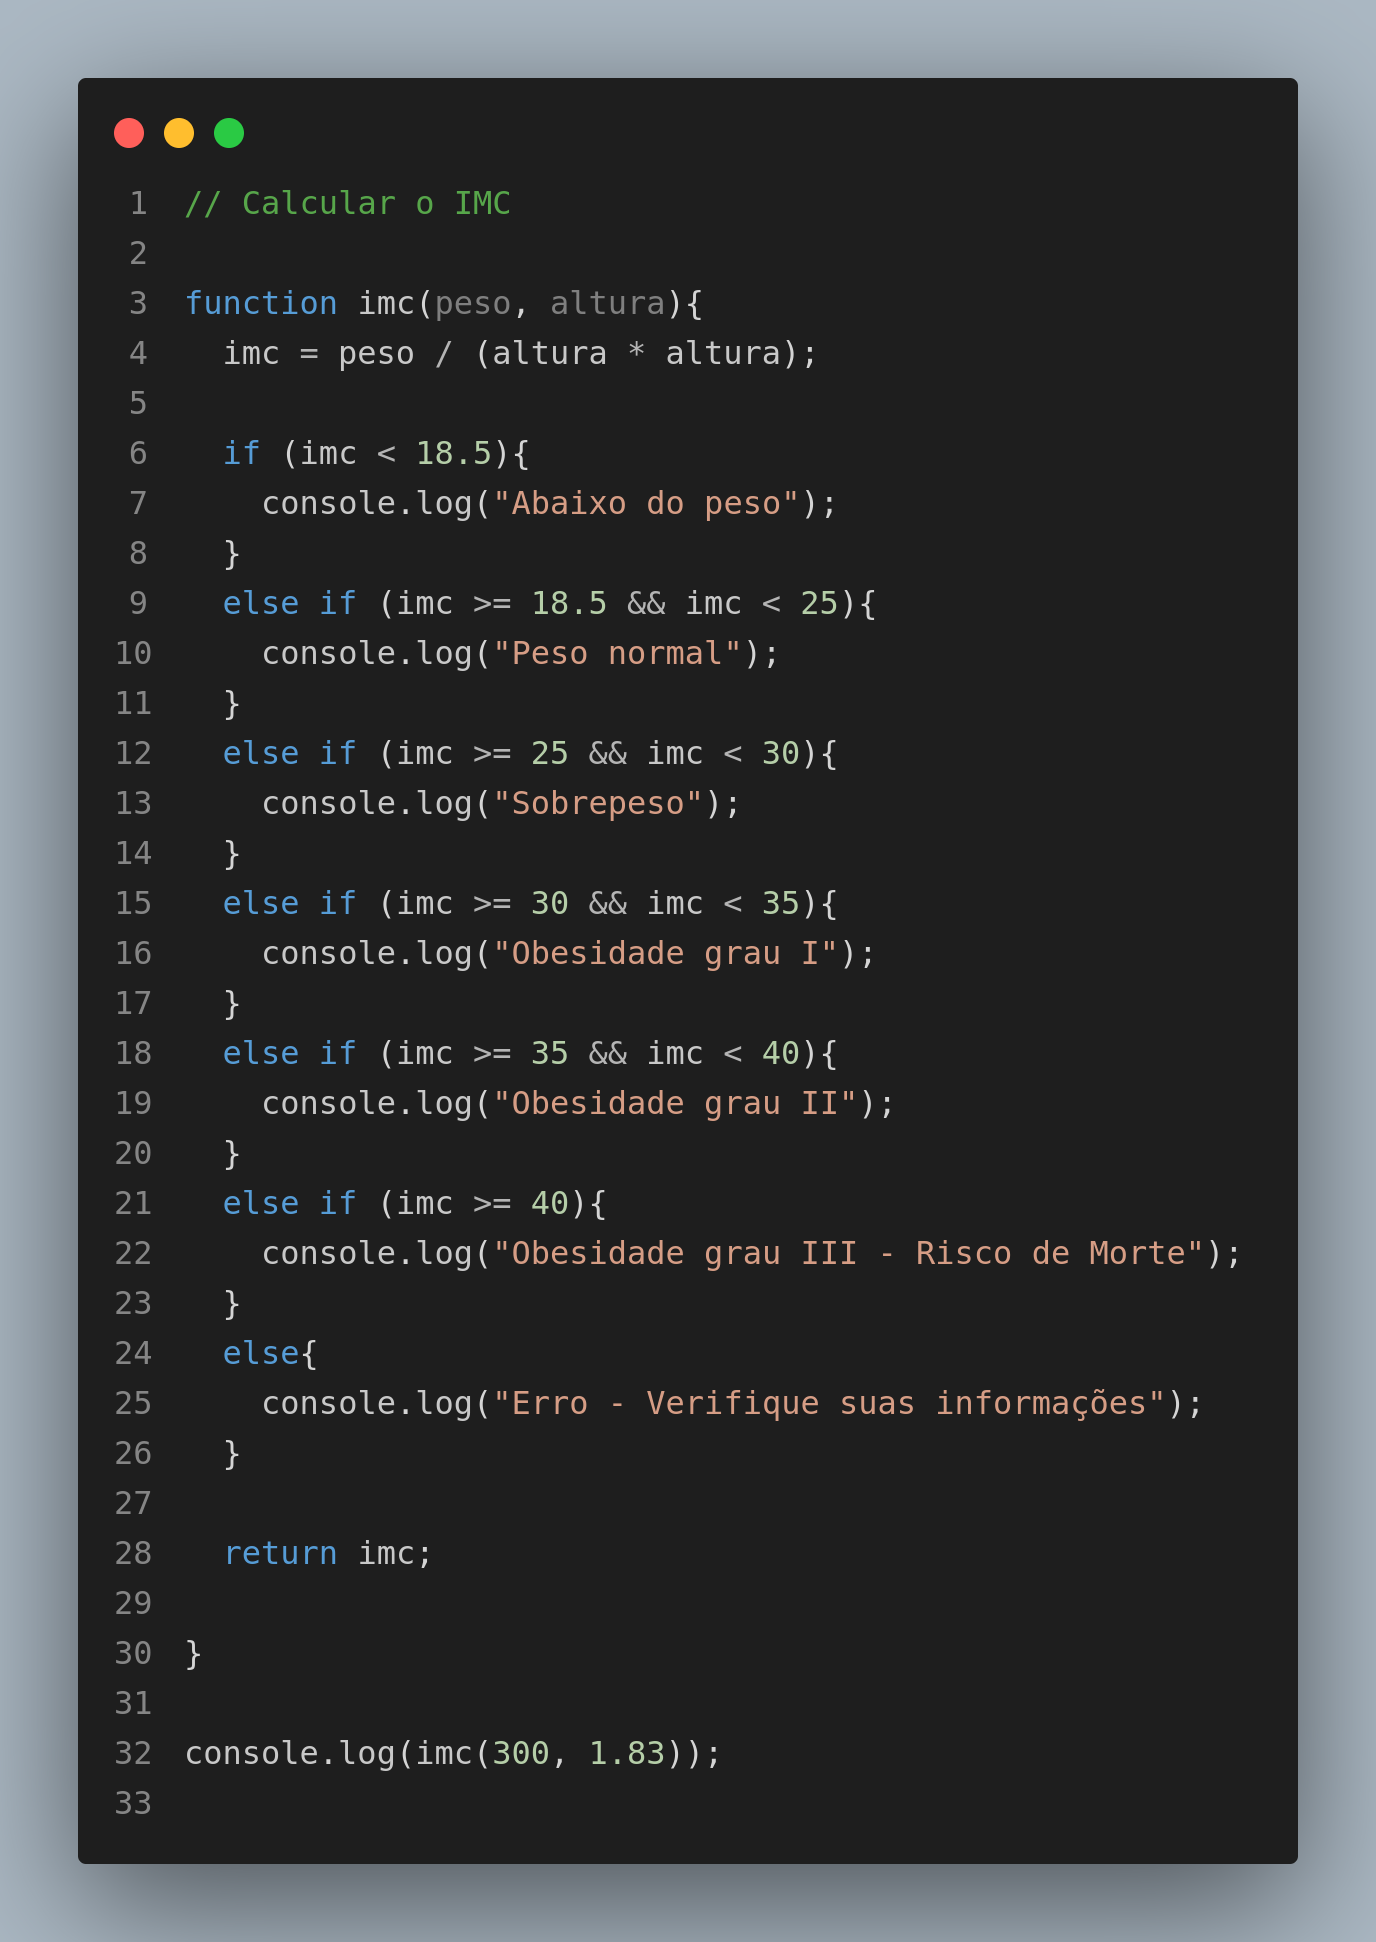 1 // Calcular o IMC
2
3 function imc(peso, altura){
4   imc = peso / (altura * altura);
5
6   if (imc < 18.5){
7     console.log("Abaixo do peso");
8   }
9   else if (imc >= 18.5 && imc < 25){
10     console.log("Peso normal");
11   }
12   else if (imc >= 25 && imc < 30){
13     console.log("Sobrepeso");
14   }
15   else if (imc >= 30 && imc < 35){
16     console.log("Obesidade grau I");
17   }
18   else if (imc >= 35 && imc < 40){
19     console.log("Obesidade grau II");
20   }
21   else if (imc >= 40){
22     console.log("Obesidade grau III - Risco de Morte");
23   }
24   else{
25     console.log("Erro - Verifique suas informações");
26   }
27
28   return imc;
29
30 }
31
32 console.log(imc(300, 1.83));
33